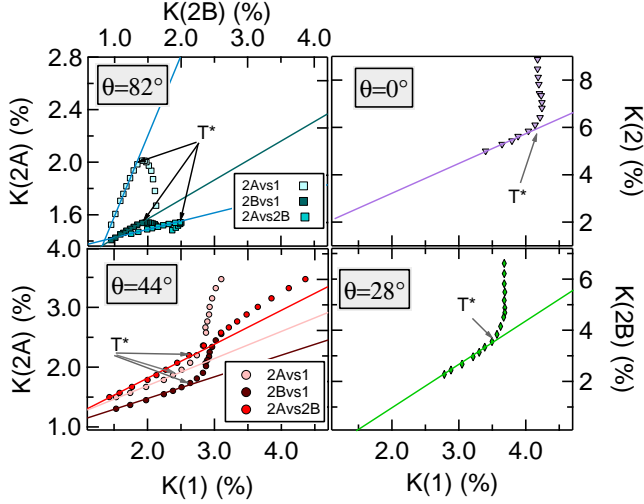 K(2B) (%)
1.0 2.0 3.0 4.0
2.8
2.4
2.0
1.6
4.0
K(2A) (%)
θ=82°
T*
2Avs1
2Bvs1
2Avs2B
θ=0°
T*
8
6
4
2
K(2) (%)
3.0
2.0
1.0
K(2A) (%)
θ=44°
T*
2Avs1
2Bvs1
2Avs2B
θ=28°
T*
6
4
2
K(2B) (%)
2.0 3.0 4.0
2.0 3.0 4.0
K(1) (%)
K(1) (%)